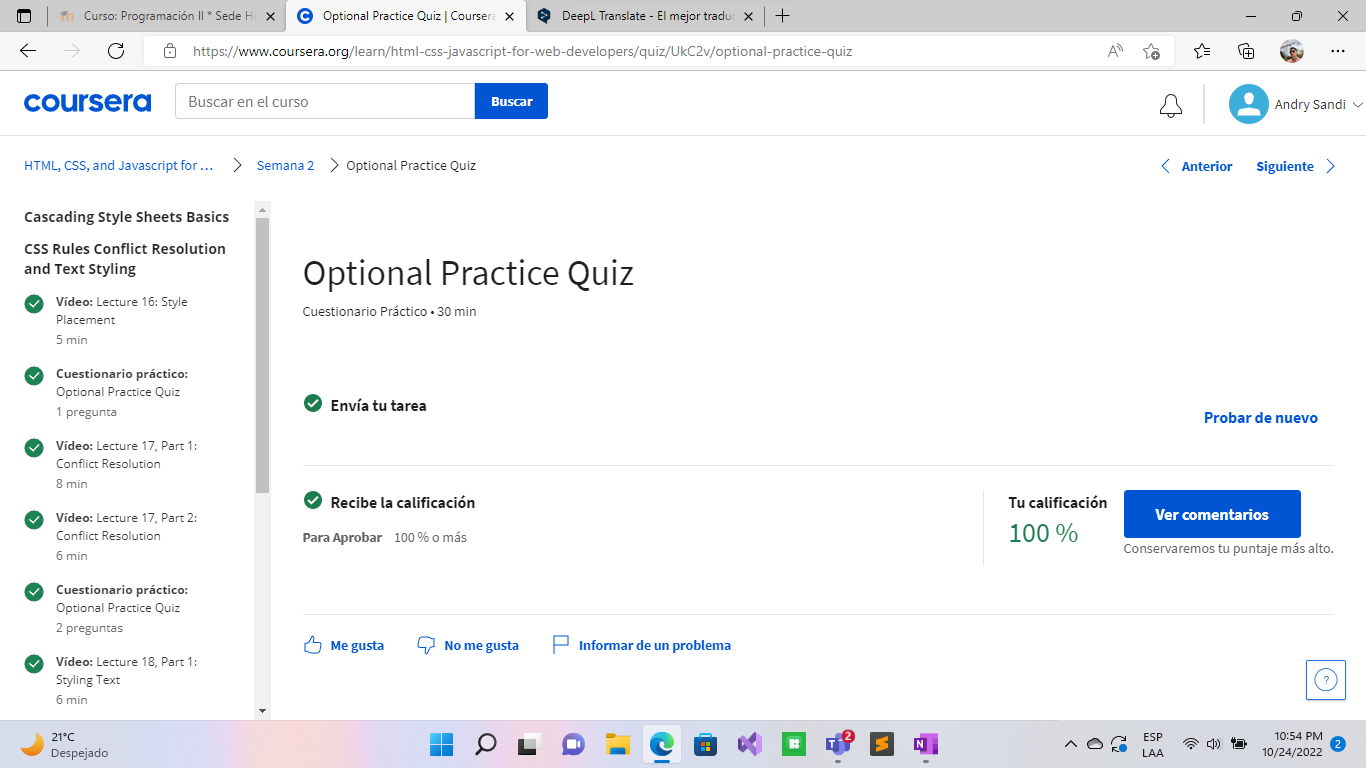 Curso: Programación II * Sede He
Optional Practice Quiz | Coursera
DeepL Translate - El mejor traduc
https://www.coursera.org/learn/html-css-javascript-for-web-developers/quiz/UkC2v/optional-practice-quiz
coursera
Buscar en el curso
Buscar
Andry Sandi
HTML, CSS, and Javascript for ...
Semana 2
Optional Practice Quiz
Anterior
Siguiente
Cascading Style Sheets Basics
CSS Rules Conflict Resolution
and Text Styling
Vídeo: Lecture 16: Style
Placement
5 min
Cuestionario práctico:
Optional Practice Quiz
1 pregunta
Vídeo: Lecture 17, Part 1:
Conflict Resolution
8 min
Vídeo: Lecture 17, Part 2:
Conflict Resolution
6 min
Cuestionario práctico:
Optional Practice Quiz
2 preguntas
Vídeo: Lecture 18, Part 1:
Styling Text
6 min
Optional Practice Quiz
Cuestionario Práctico • 30 min
Envía tu tarea
Probar de nuevo
Recibe la calificación
Para Aprobar 100 % o más
Tu calificación
100 %
Ver comentarios
Conservaremos tu puntaje más alto.
Me gusta
No me gusta
Informar de un problema
?
21°C
Despejado
2
ESP
LAA
10:54 PM
10/24/2022
2